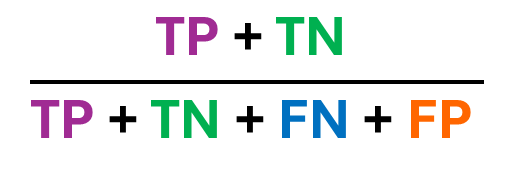 TP + TN
TP + TN + FN + FP